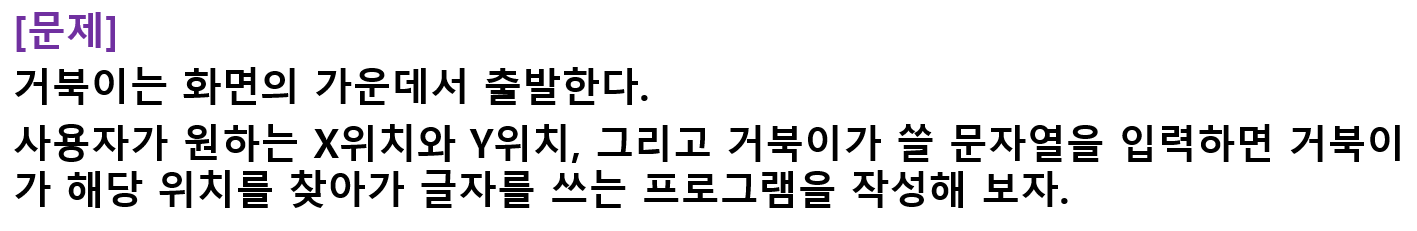 [문제]
거북이는 화면의 가운데서 출발한다.
사용자가 원하는 X위치와 Y위치, 그리고 거북이가 쓸 문자열을 입력하면 거북이
가 해당 위치를 찾아가 글자를 쓰는 프로그램을 작성해 보자.